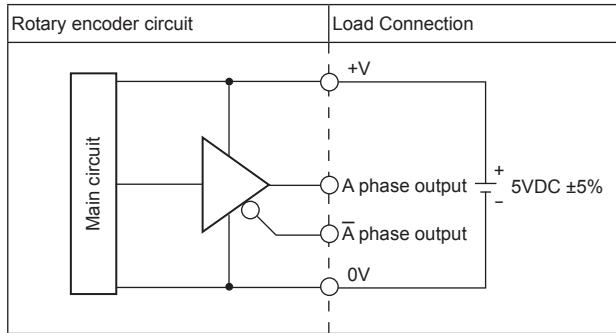 Rotary encoder circuit
Load Connection
+V
Main circuit
A phase output
+
5VDC ±5%
−
A̅ phase output
0V